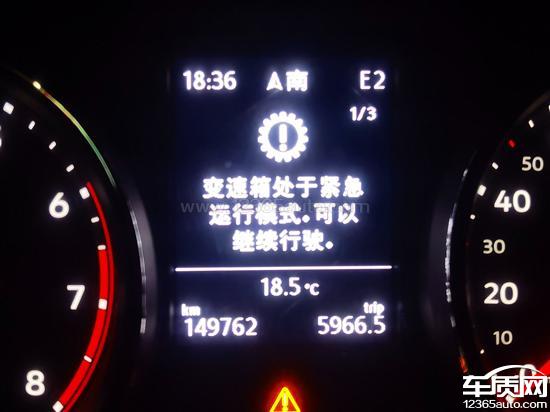 18:36 A南 E2
1/3
变速箱处于紧急
运行模式。可以
继续行驶。
18.5℃
km trip
149762 5966.5
6
7
8
50
40
30
20
10
车质网
12365auto.com